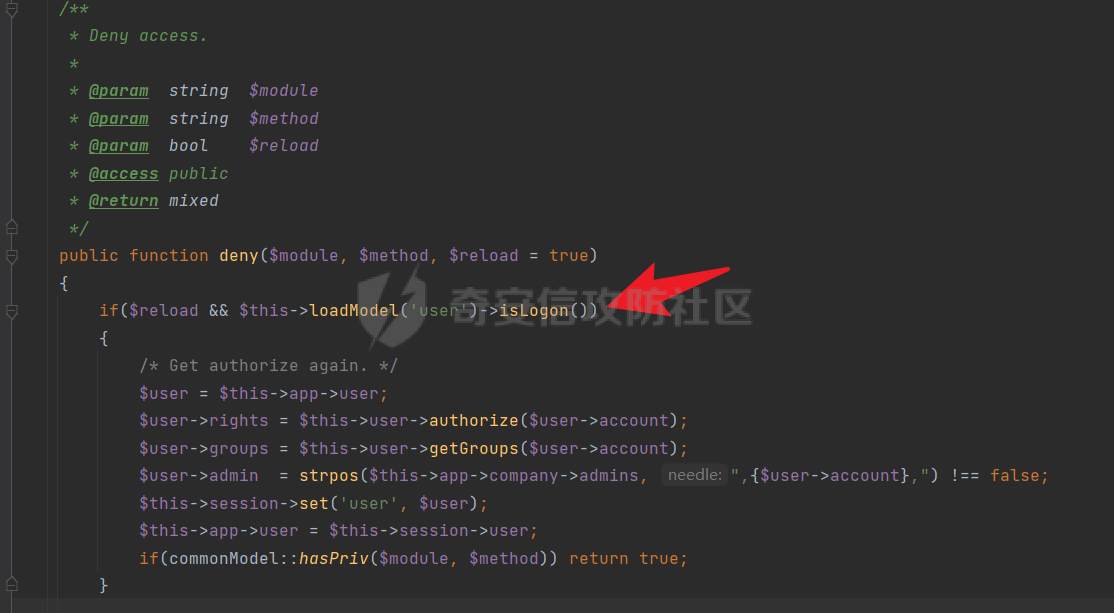 /**
* Deny access.
*
* @param string $module
* @param string $method
* @param bool $reload
* @access public
* @return mixed
*/
public function deny($module, $method, $reload = true)
{
if($reload && $this->loadModel('user')->isLogon())
奇安信攻防社区
{
/* Get authorize again. */
$user = $this->app->user;
$user->rights = $this->user->authorize($user->account);
$user->groups = $this->user->getGroups($user->account);
$user->admin = strpos($this->app->company->admins, needle: ",{$user->account},") !== false;
$this->session->set('user', $user);
$this->app->user = $this->session->user;
if(commonModel::hasPriv($module, $method)) return true;
}